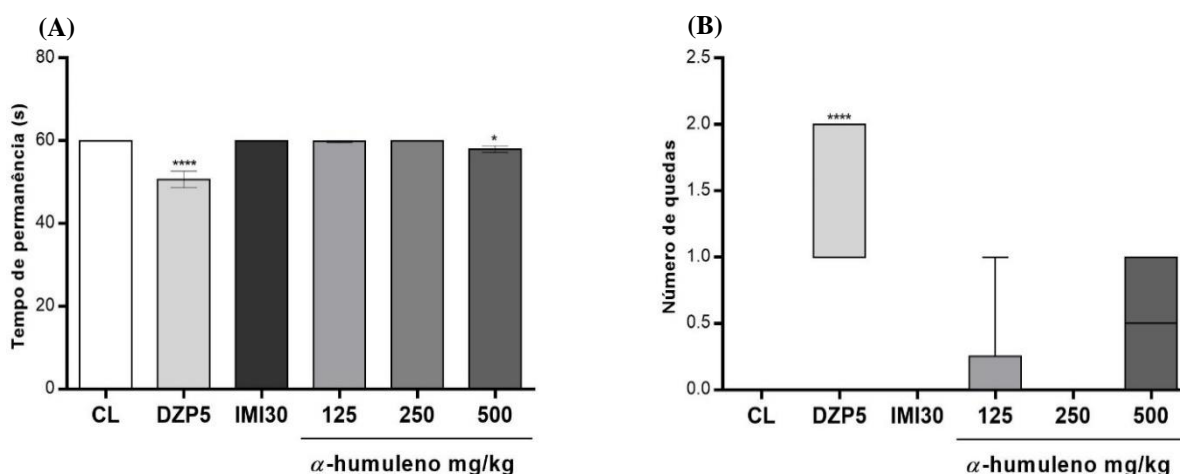 (A)
Tempo de permanência (s)
80
60
40
20
0
****
*
CL DZP5 IMI30 125 250 500
α-humuleno mg/kg
(B)
Número de quedas
2.5
2.0
1.5
1.0
0.5
0.0
****
CL DZP5 IMI30 125 250 500
α-humuleno mg/kg